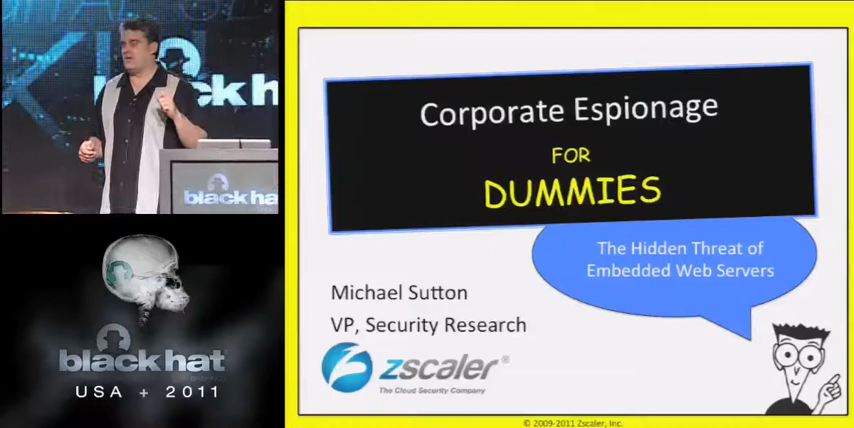 black hat
black hat
black hat
USA + 2011
Corporate Espionage
FOR
DUMMIES
The Hidden Threat of
Embedded Web Servers
Michael Sutton
VP, Security Research
zscaler®
The Cloud Security Company
© 2009-2011 Zscaler, Inc.